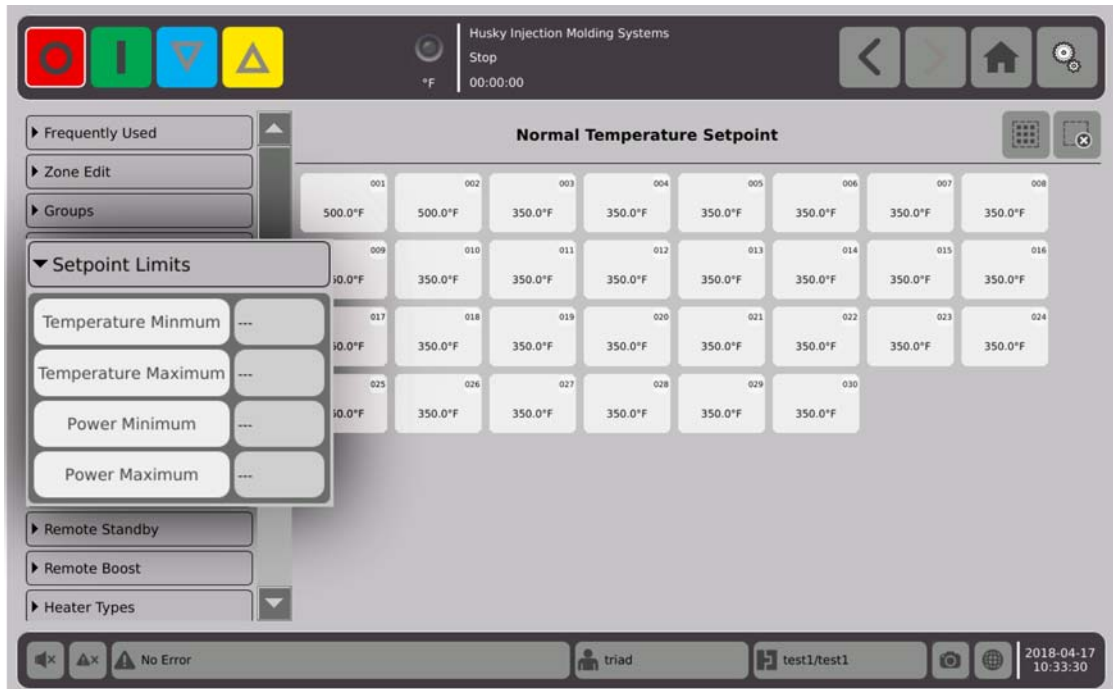 Husky Injection Molding Systems
Stop
°F
00:00:00
Normal Temperature Setpoint
Frequently Used
Zone Edit
Groups
Setpoint Limits
Temperature Minmum ---
Temperature Maximum ---
Power Minimum ---
Power Maximum ---
Remote Standby
Remote Boost
Heater Types
001 002 003 004 005 006 007 008
500.0°F 500.0°F 350.0°F 350.0°F 350.0°F 350.0°F 350.0°F 350.0°F
009 010 011 012 013 014 015 016
50.0°F 350.0°F 350.0°F 350.0°F 350.0°F 350.0°F 350.0°F 350.0°F
017 018 019 020 021 022 023 024
50.0°F 350.0°F 350.0°F 350.0°F 350.0°F 350.0°F 350.0°F 350.0°F
025 026 027 028 029 030
50.0°F 350.0°F 350.0°F 350.0°F 350.0°F 350.0°F
No Error
triad
test1/test1
2018-04-17
10:33:30